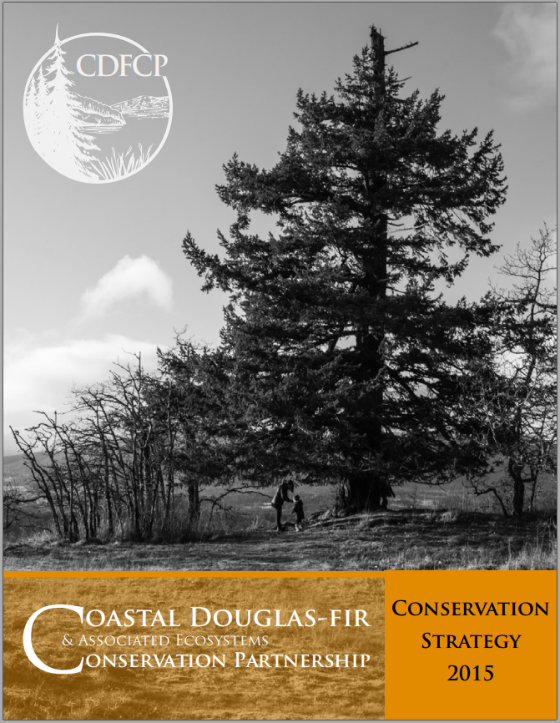 CDFCP
COASTAL DOUGLAS-FIR
& ASSOCIATED ECOSYSTEMS
CONSERVATION PARTNERSHIP
CONSERVATION
STRATEGY
2015